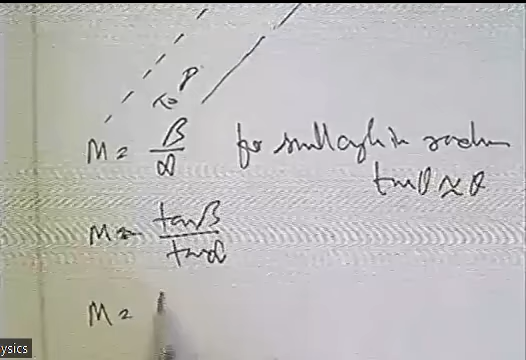 M = β/α for small angle in radian
tanθ ≈ θ
M = tanβ/tanα
M =
ysics